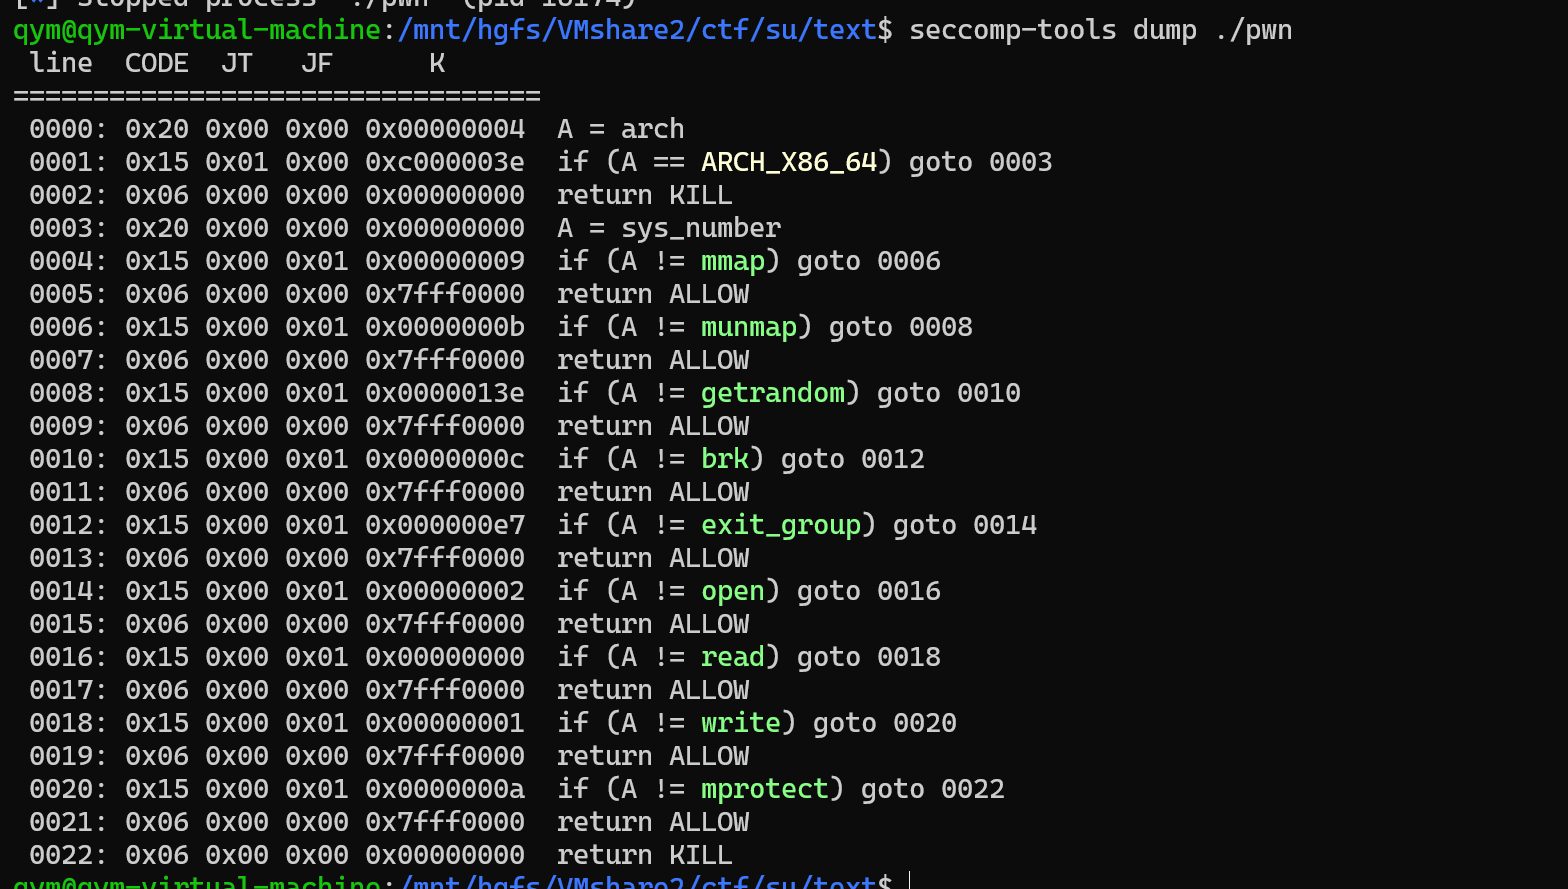 [*] Stopped process './pwn' (pid 18174)
qym@qym-virtual-machine:/mnt/hgfs/VMshare2/ctf/su/text$ seccomp-tools dump ./pwn
 line  CODE  JT   JF      K
=================================
 0000: 0x20 0x00 0x00 0x00000004  A = arch
 0001: 0x15 0x01 0x00 0xc000003e  if (A == ARCH_X86_64) goto 0003
 0002: 0x06 0x00 0x00 0x00000000  return KILL
 0003: 0x20 0x00 0x00 0x00000000  A = sys_number
 0004: 0x15 0x00 0x01 0x00000009  if (A != mmap) goto 0006
 0005: 0x06 0x00 0x00 0x7fff0000  return ALLOW
 0006: 0x15 0x00 0x01 0x0000000b  if (A != munmap) goto 0008
 0007: 0x06 0x00 0x00 0x7fff0000  return ALLOW
 0008: 0x15 0x00 0x01 0x0000013e  if (A != getrandom) goto 0010
 0009: 0x06 0x00 0x00 0x7fff0000  return ALLOW
 0010: 0x15 0x00 0x01 0x0000000c  if (A != brk) goto 0012
 0011: 0x06 0x00 0x00 0x7fff0000  return ALLOW
 0012: 0x15 0x00 0x01 0x000000e7  if (A != exit_group) goto 0014
 0013: 0x06 0x00 0x00 0x7fff0000  return ALLOW
 0014: 0x15 0x00 0x01 0x00000002  if (A != open) goto 0016
 0015: 0x06 0x00 0x00 0x7fff0000  return ALLOW
 0016: 0x15 0x00 0x01 0x00000000  if (A != read) goto 0018
 0017: 0x06 0x00 0x00 0x7fff0000  return ALLOW
 0018: 0x15 0x00 0x01 0x00000001  if (A != write) goto 0020
 0019: 0x06 0x00 0x00 0x7fff0000  return ALLOW
 0020: 0x15 0x00 0x01 0x0000000a  if (A != mprotect) goto 0022
 0021: 0x06 0x00 0x00 0x7fff0000  return ALLOW
 0022: 0x06 0x00 0x00 0x00000000  return KILL
qym@qym-virtual-machine:/mnt/hgfs/VMshare2/ctf/su/text$